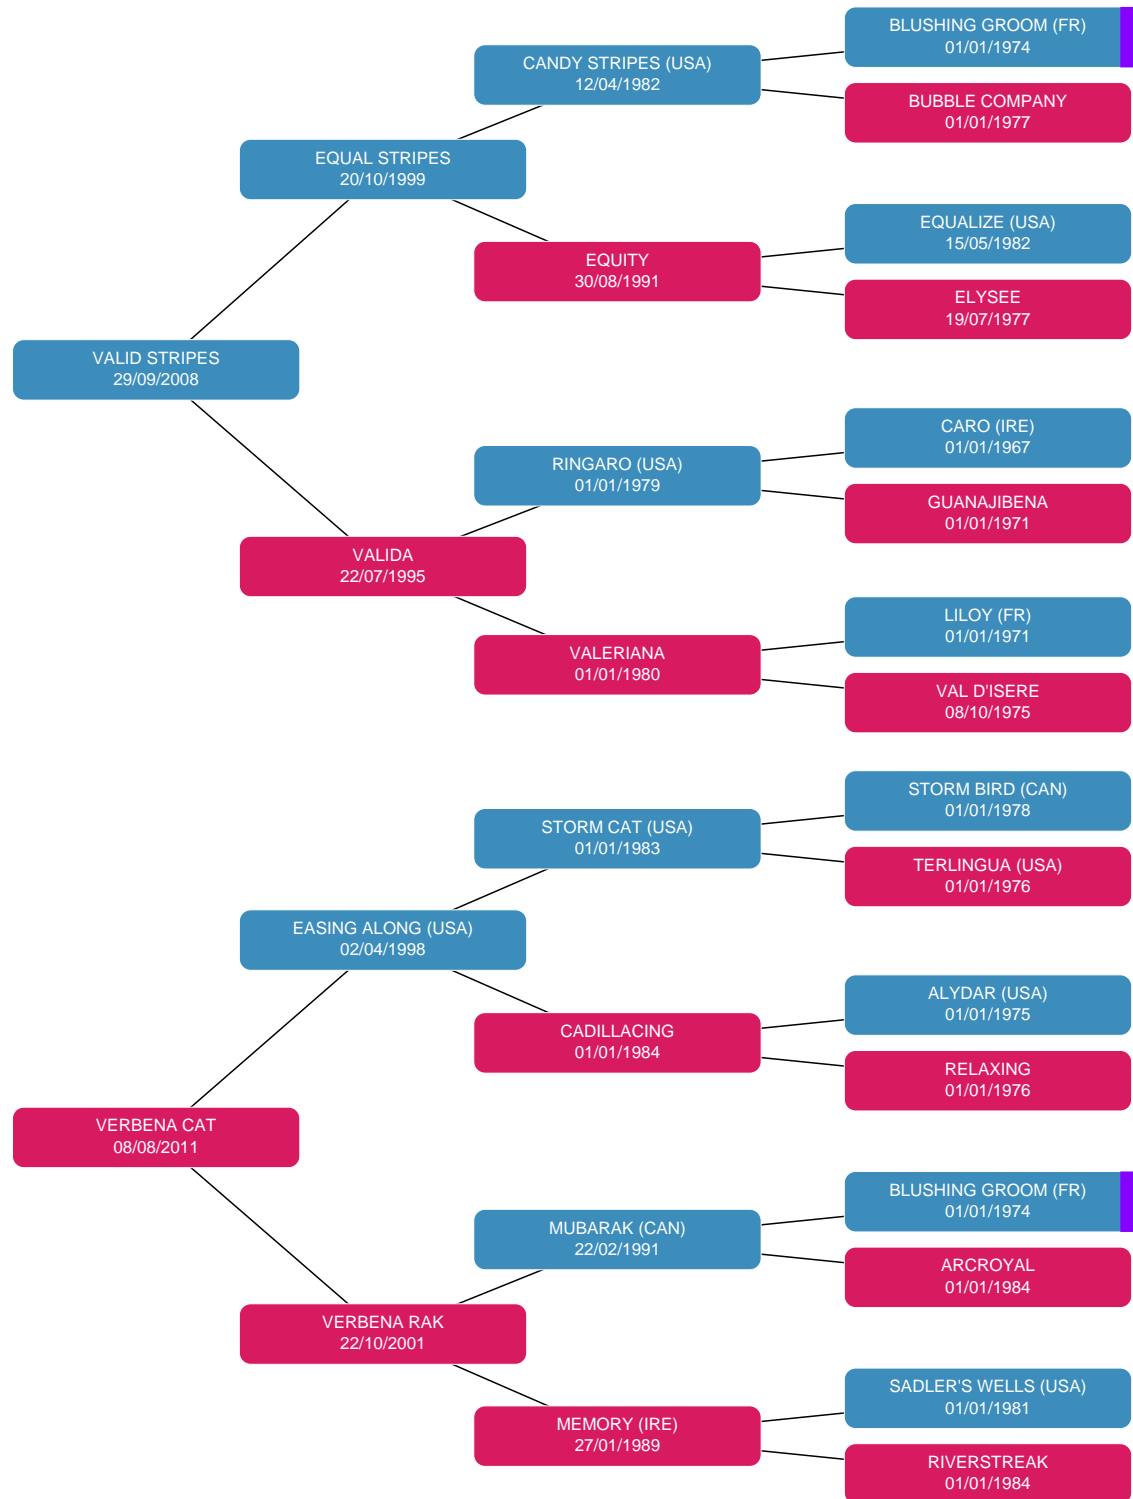 BLUSHING GROOM (FR)
01/01/1974
CANDY STRIPES (USA)
12/04/1982
BUBBLE COMPANY
01/01/1977
EQUAL STRIPES
20/10/1999
EQUALIZE (USA)
15/05/1982
EQUITY
30/08/1991
ELYSEE
19/07/1977
VALID STRIPES
29/09/2008
CARO (IRE)
01/01/1967
RINGARO (USA)
01/01/1979
GUANAJIBENA
01/01/1971
VALIDA
22/07/1995
LILOY (FR)
01/01/1971
VALERIANA
01/01/1980
VAL D'ISERE
08/10/1975
STORM BIRD (CAN)
01/01/1978
STORM CAT (USA)
01/01/1983
TERLINGUA (USA)
01/01/1976
EASING ALONG (USA)
02/04/1998
ALYDAR (USA)
01/01/1975
CADILLACING
01/01/1984
RELAXING
01/01/1976
VERBENA CAT
08/08/2011
BLUSHING GROOM (FR)
01/01/1974
MUBARAK (CAN)
22/02/1991
ARCROYAL
01/01/1984
VERBENA RAK
22/10/2001
SADLER'S WELLS (USA)
01/01/1981
MEMORY (IRE)
27/01/1989
RIVERSTREAK
01/01/1984